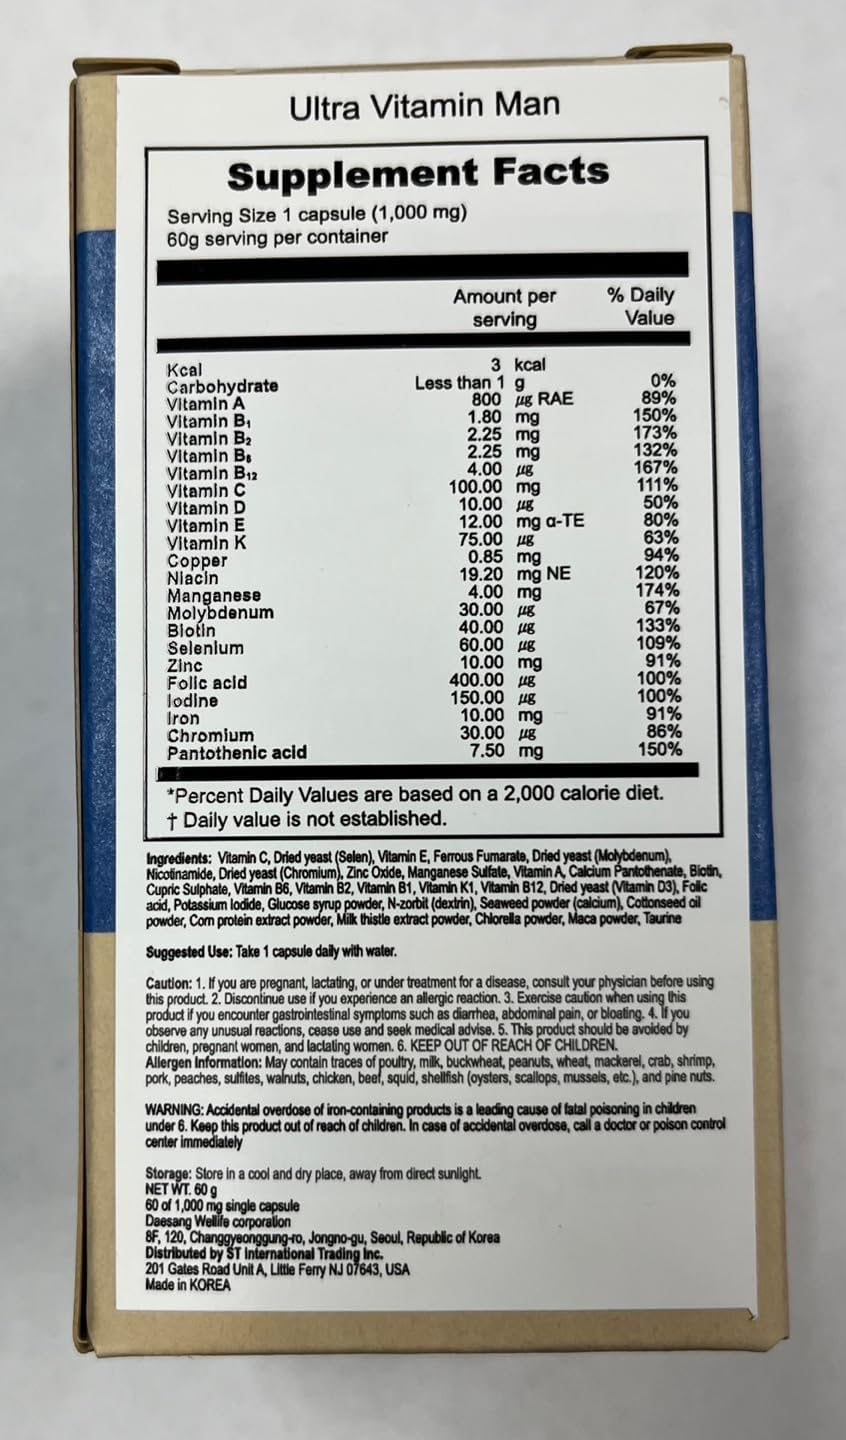 Ultra Vitamin Man
Supplement Facts
Serving Size 1 capsule (1,000 mg)
60g serving per container
Amount per serving % Daily Value
Kcal 3 kcal
Carbohydrate Less than 1 g 0%
Vitamin A 800 µg RAE 89%
Vitamin B₁ 1.80 mg 150%
Vitamin B₂ 2.25 mg 173%
Vitamin B₆ 2.25 mg 132%
Vitamin B₁₂ 4.00 µg 167%
Vitamin C 100.00 mg 111%
Vitamin D 10.00 µg 50%
Vitamin E 12.00 mg α-TE 80%
Vitamin K 75.00 µg 63%
Copper 0.85 mg 94%
Niacin 19.20 mg NE 120%
Manganese 4.00 mg 174%
Molybdenum 30.00 µg 67%
Biotin 40.00 µg 133%
Selenium 60.00 µg 109%
Zinc 10.00 mg 91%
Folic acid 400.00 µg 100%
Iodine 150.00 µg 100%
Iron 10.00 mg 91%
Chromium 30.00 µg 86%
Pantothenic acid 7.50 mg 150%
*Percent Daily Values are based on a 2,000 calorie diet.
† Daily value is not established.
Ingredients: Vitamin C, Dried yeast (Selen), Vitamin E, Ferrous Fumarate, Dried yeast (Molybdenum),
Nicotinamide, Dried yeast (Chromium), Zinc Oxide, Manganese Sulfate, Vitamin A, Calcium Pantothenate, Biotin,
Cupric Sulphate, Vitamin B6, Vitamin B2, Vitamin B1, Vitamin K1, Vitamin B12, Dried yeast (Vitamin D3), Folic
acid, Potassium Iodide, Glucose syrup powder, N-zorbit (dextrin), Seaweed powder (calcium), Cottonseed oil
powder, Corn protein extract powder, Milk thistle extract powder, Chlorella powder, Maca powder, Taurine
Suggested Use: Take 1 capsule daily with water.
Caution: 1. If you are pregnant, lactating, or under treatment for a disease, consult your physician before using
this product. 2. Discontinue use if you experience an allergic reaction. 3. Exercise caution when using this
product if you encounter gastrointestinal symptoms such as diarrhea, abdominal pain, or bloating. 4. If you
observe any unusual reactions, cease use and seek medical advise. 5. This product should be avoided by
children, pregnant women, and lactating women. 6. KEEP OUT OF REACH OF CHILDREN.
Allergen Information: May contain traces of poultry, milk, buckwheat, peanuts, wheat, mackerel, crab, shrimp,
pork, peaches, sulfites, walnuts, chicken, beef, squid, shellfish (oysters, scallops, mussels, etc.), and pine nuts.
WARNING: Accidental overdose of iron-containing products is a leading cause of fatal poisoning in children
under 6. Keep this product out of reach of children. In case of accidental overdose, call a doctor or poison control
center immediately
Storage: Store in a cool and dry place, away from direct sunlight.
NET WT. 60 g
60 of 1,000 mg single capsule
Daesang Wellife corporation
8F, 120, Changgyeonggung-ro, Jongno-gu, Seoul, Republic of Korea
Distributed by ST International Trading Inc.
201 Gates Road Unit A, Little Ferry NJ 07643, USA
Made in KOREA